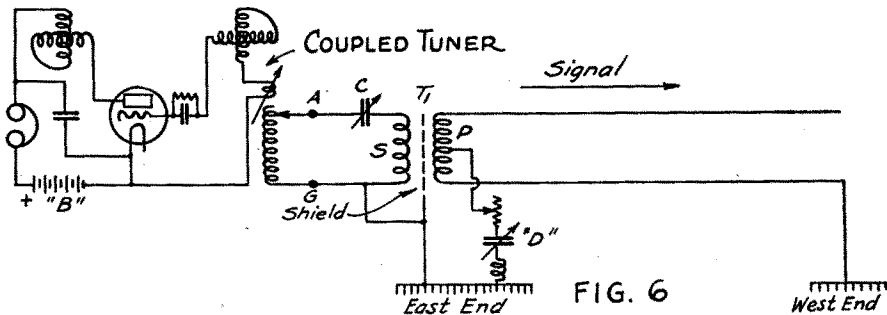 COUPLED TUNER
Signal
A
C
T1
S
P
+ "B"
G
Shield
"D"
East End
FIG. 6
West End